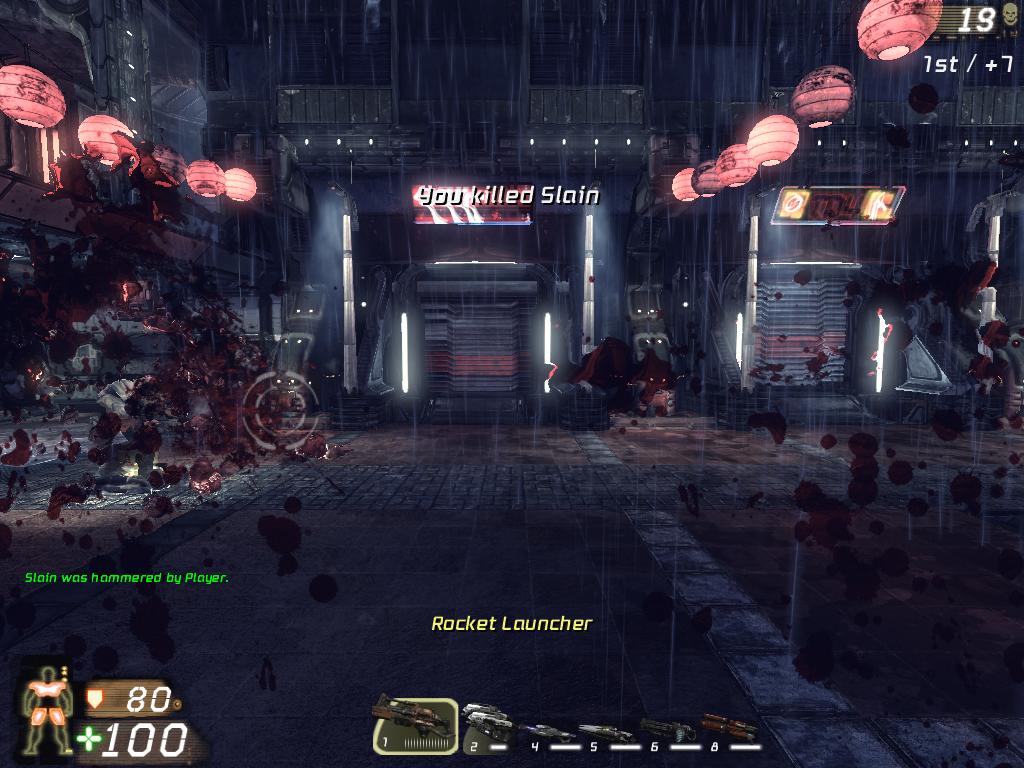 19
1st / +7
You killed Slain
Slain was hammered by Player.
Rocket Launcher
80
100
1 2 4 5 6 8